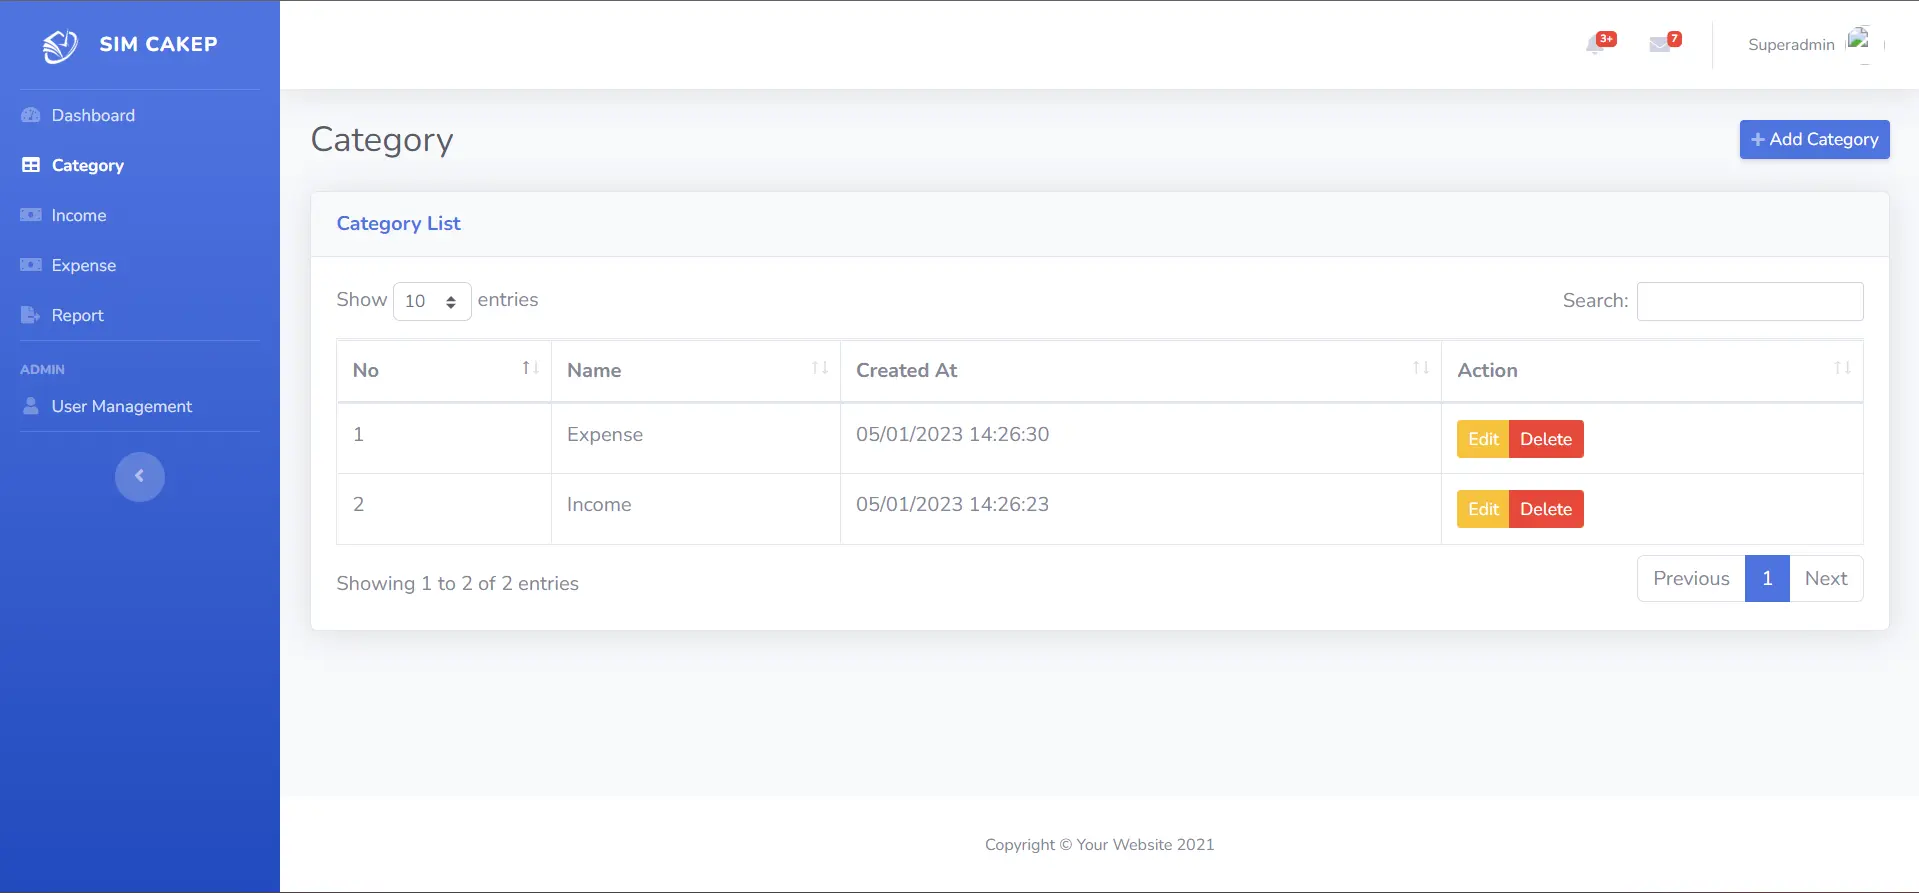 SIM CAKEP
3+
7
Superadmin
Dashboard
Category
Income
Expense
Report
ADMIN
User Management
Category
+ Add Category
Category List
Show 10 entries
Search:
No Name Created At Action
1 Expense 05/01/2023 14:26:30 Edit Delete
2 Income 05/01/2023 14:26:23 Edit Delete
Showing 1 to 2 of 2 entries
Previous 1 Next
Copyright © Your Website 2021